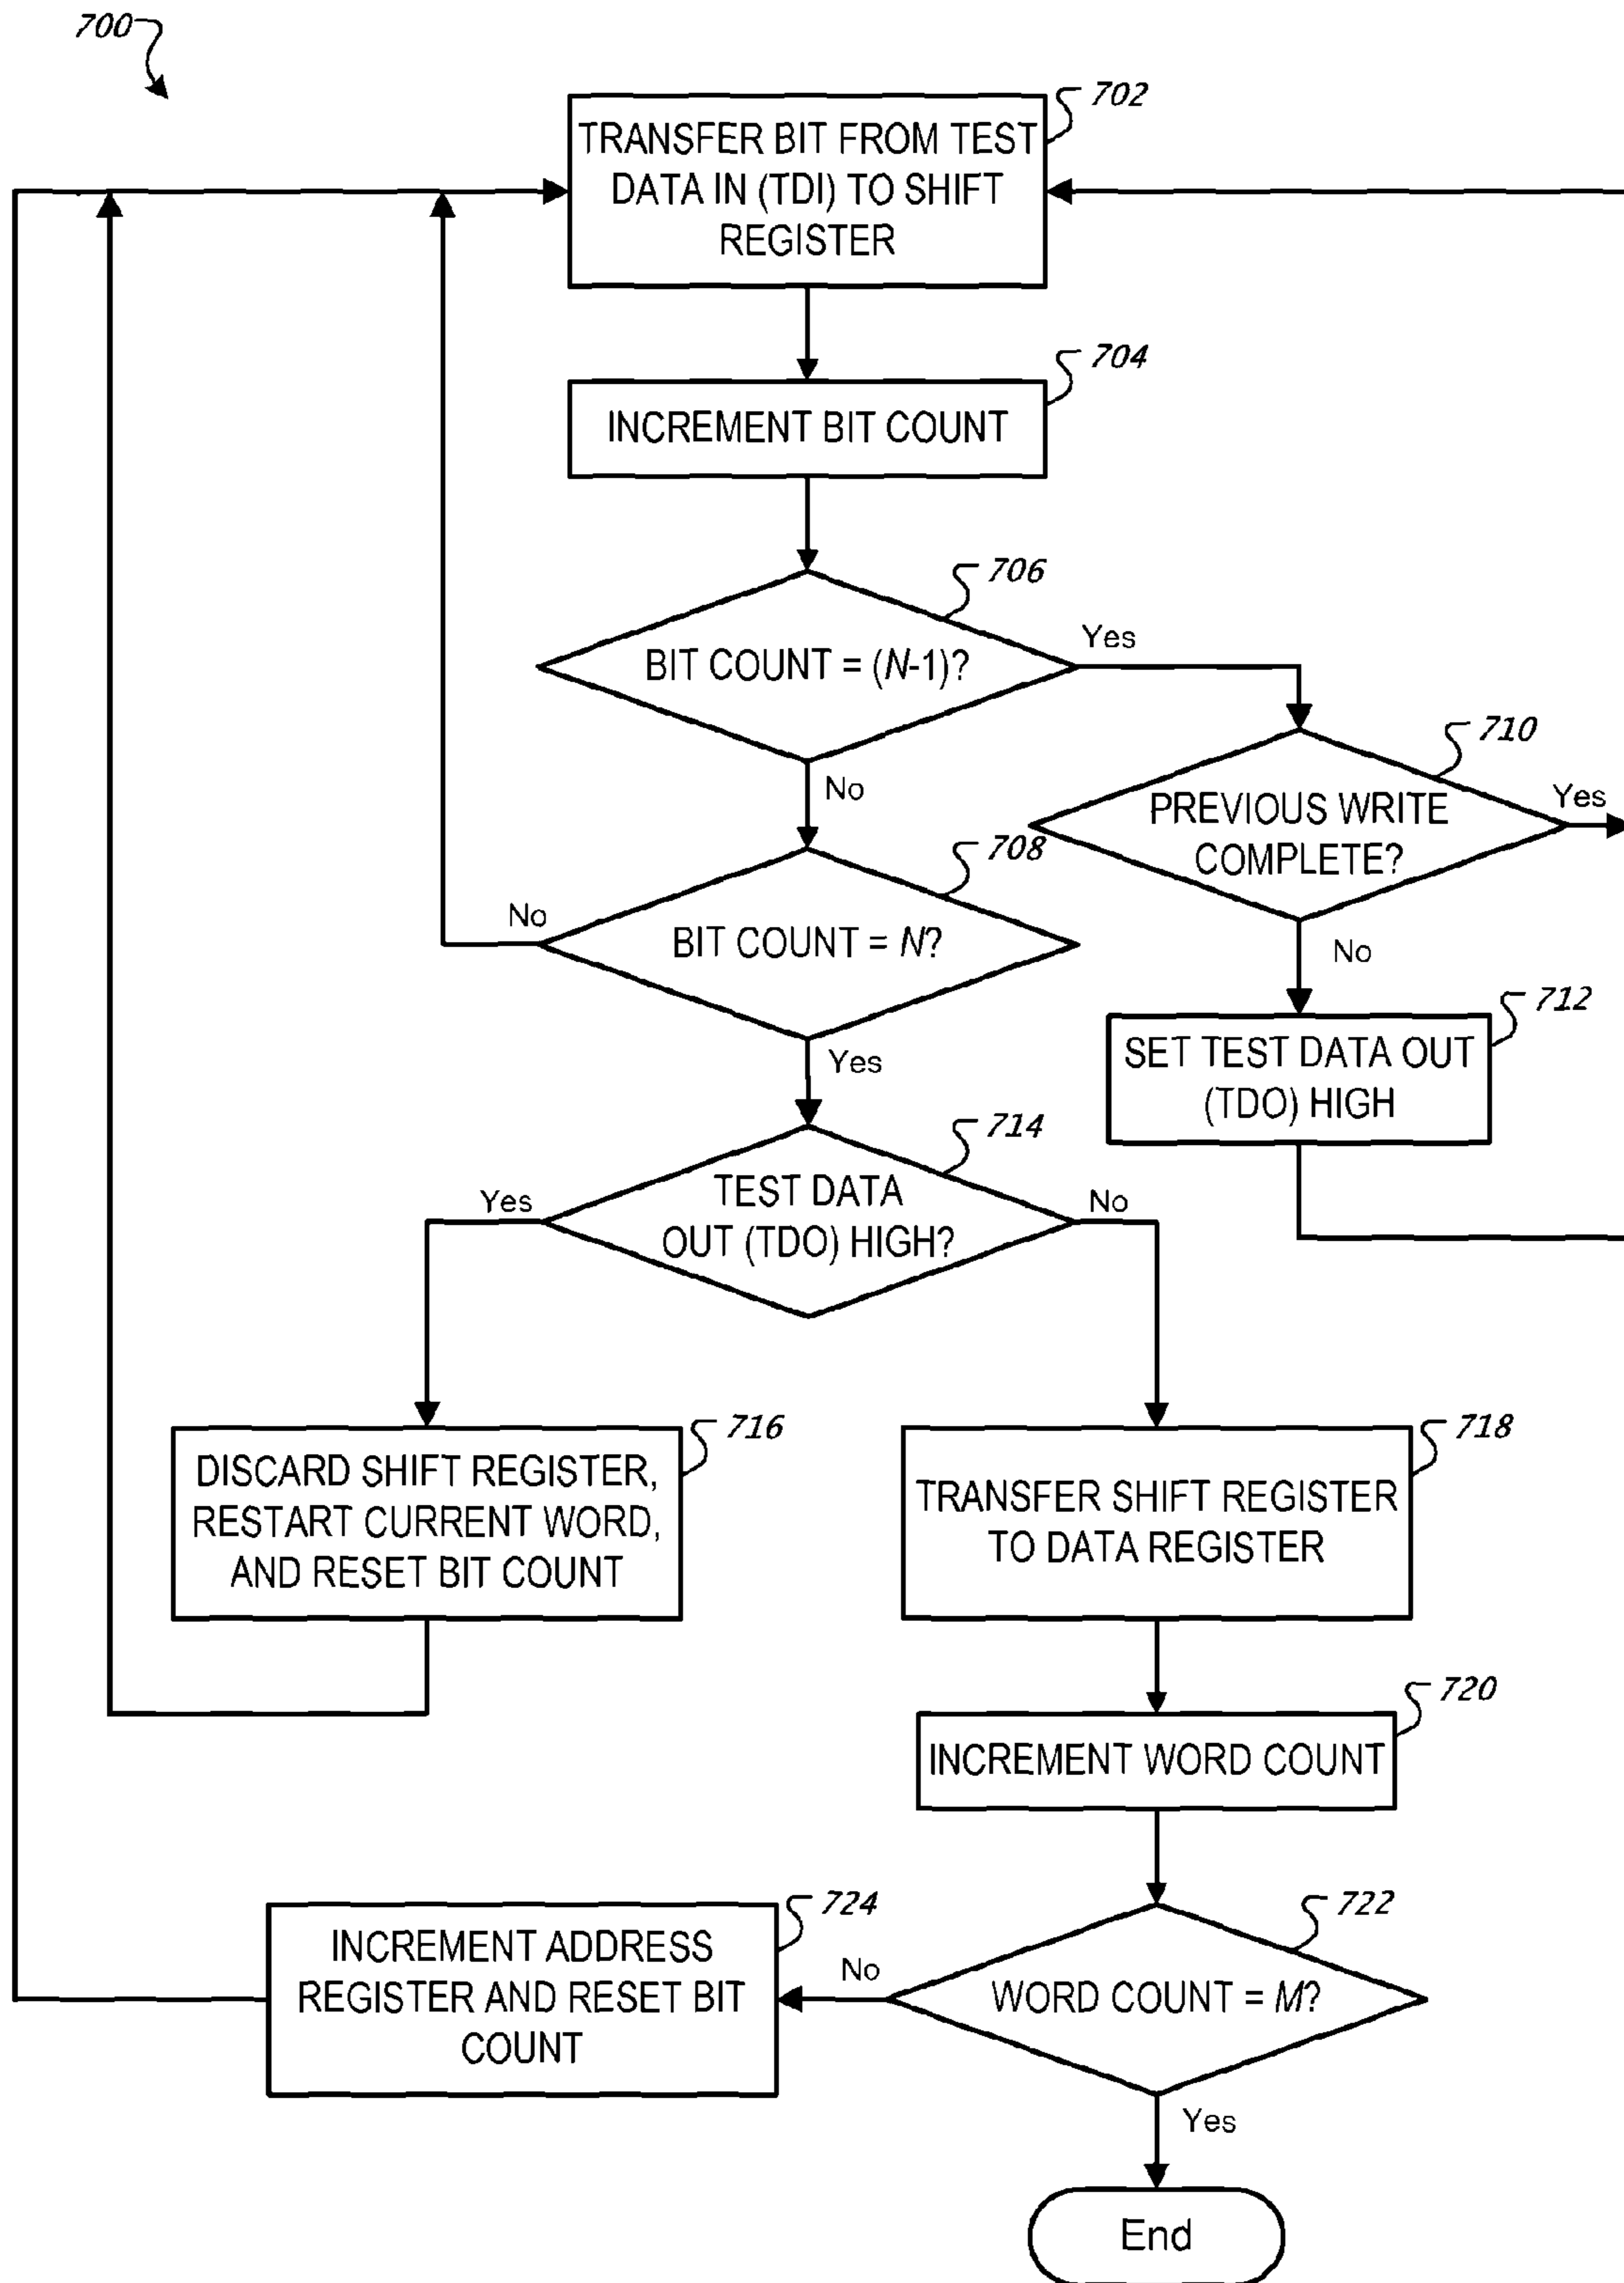 700
702
TRANSFER BIT FROM TEST
DATA IN (TDI) TO SHIFT
REGISTER
704
INCREMENT BIT COUNT
706
BIT COUNT = (N-1)?
Yes
No
710
PREVIOUS WRITE
COMPLETE?
Yes
No
708
BIT COUNT = N?
No
Yes
712
SET TEST DATA OUT
(TDO) HIGH
714
TEST DATA
OUT (TDO) HIGH?
Yes
No
716
DISCARD SHIFT REGISTER,
RESTART CURRENT WORD,
AND RESET BIT COUNT
718
TRANSFER SHIFT REGISTER
TO DATA REGISTER
720
INCREMENT WORD COUNT
722
WORD COUNT = M?
No
Yes
724
INCREMENT ADDRESS
REGISTER AND RESET BIT
COUNT
End